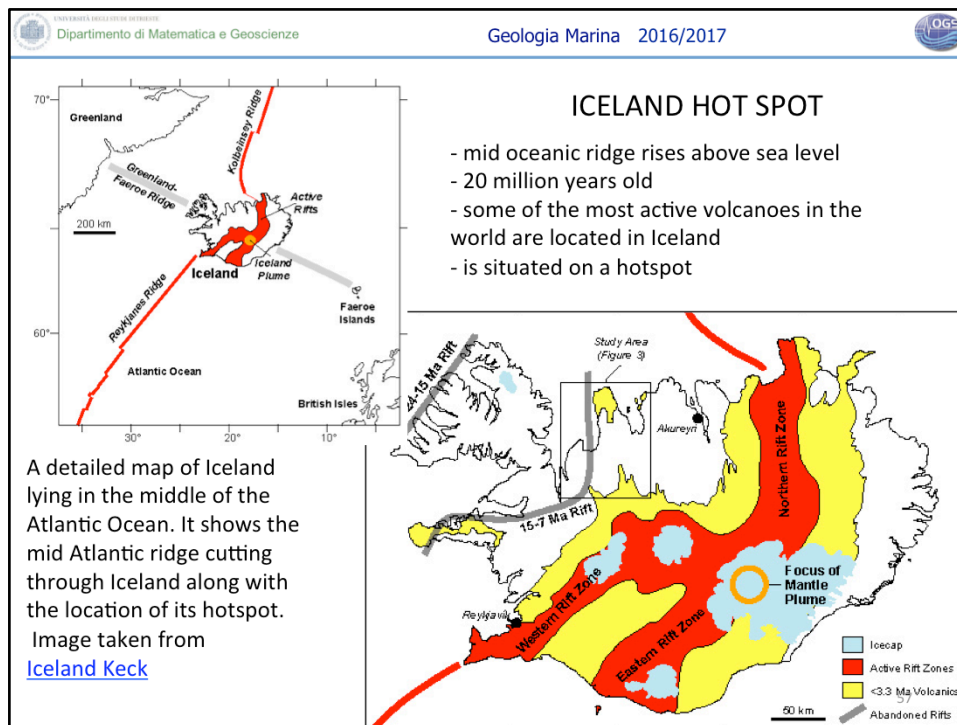 UNIVERSITÀ DEGLI STUDI DI TRIESTE
Dipartimento di Matematica e Geoscienze
Geologia Marina 2016/2017
OGS
ICELAND HOT SPOT
- mid oceanic ridge rises above sea level
- 20 million years old
- some of the most active volcanoes in the
world are located in Iceland
- is situated on a hotspot
70°
Greenland
Kolbeinsey Ridge
Greenland-
Faeroe Ridge
Active
Rifts
200 km
Iceland
Iceland
Plume
Reykjanes Ridge
Faeroe
Islands
60°
Atlantic Ocean
British Isles
30°
20°
10°
A detailed map of Iceland
lying in the middle of the
Atlantic Ocean. It shows the
mid Atlantic ridge cutting
through Iceland along with
the location of its hotspot.
Image taken from
Iceland Keck
24-15 Ma Rift
Study Area
(Figure 3)
Akureyri
Northern Rift Zone
15-7 Ma Rift
Focus of
Mantle
Plume
Western Rift Zone
Reykjavik
Eastern Rift Zone
Icecap
Active Rift Zones
<3.3 Ma Volcanics
57
Abandoned Rifts
50 km